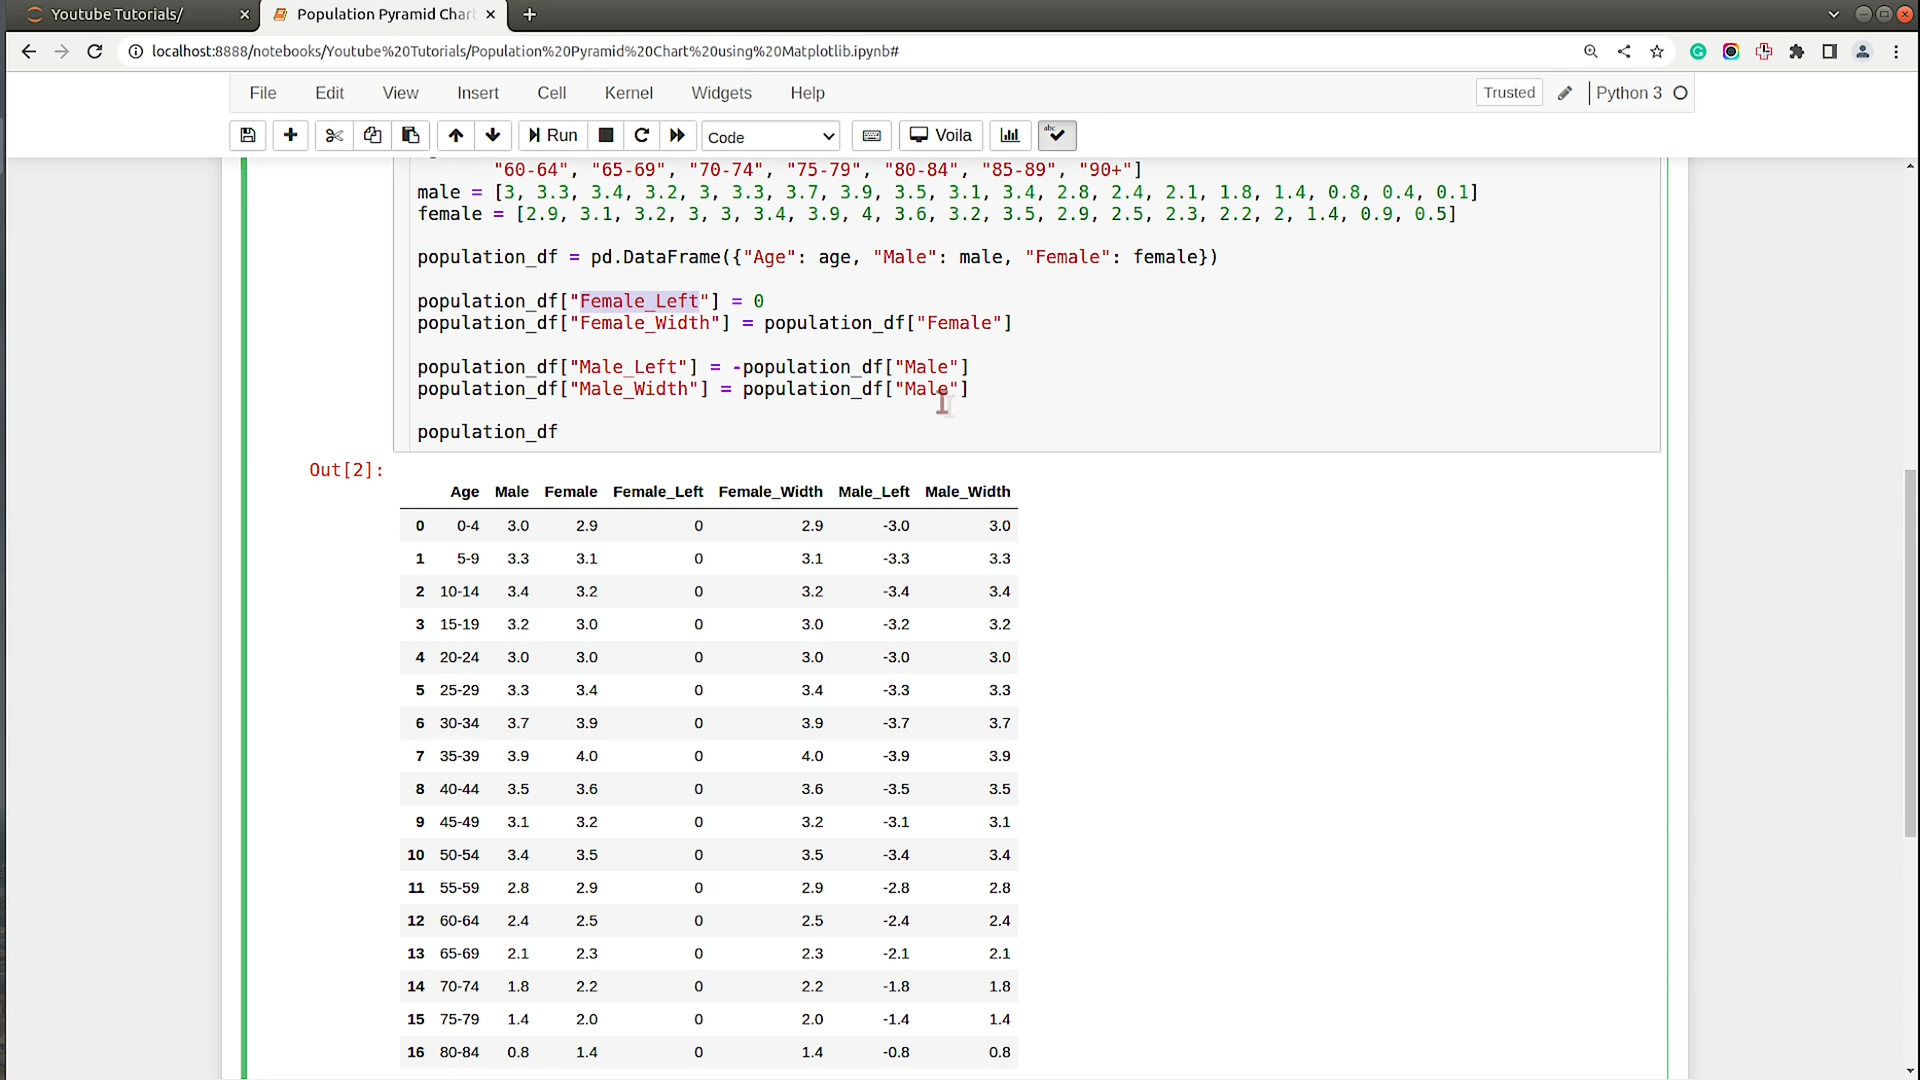 Youtube Tutorials/
Population Pyramid Char
localhost:8888/notebooks/Youtube%20Tutorials/Population%20Pyramid%20Chart%20using%20Matplotlib.ipynb#
File Edit View Insert Cell Kernel Widgets Help
Trusted Python 3
Run Code Voila abc
"60-64", "65-69", "70-74", "75-79", "80-84", "85-89", "90+"]
male = [3, 3.3, 3.4, 3.2, 3, 3.3, 3.7, 3.9, 3.5, 3.1, 3.4, 2.8, 2.4, 2.1, 1.8, 1.4, 0.8, 0.4, 0.1]
female = [2.9, 3.1, 3.2, 3, 3, 3.4, 3.9, 4, 3.6, 3.2, 3.5, 2.9, 2.5, 2.3, 2.2, 2, 1.4, 0.9, 0.5]
population_df = pd.DataFrame({"Age": age, "Male": male, "Female": female})
population_df["Female_Left"] = 0
population_df["Female_Width"] = population_df["Female"]
population_df["Male_Left"] = -population_df["Male"]
population_df["Male_Width"] = population_df["Male"]
population_df
Out[2]:
Age Male Female Female_Left Female_Width Male_Left Male_Width
0 0-4 3.0 2.9 0 2.9 -3.0 3.0
1 5-9 3.3 3.1 0 3.1 -3.3 3.3
2 10-14 3.4 3.2 0 3.2 -3.4 3.4
3 15-19 3.2 3.0 0 3.0 -3.2 3.2
4 20-24 3.0 3.0 0 3.0 -3.0 3.0
5 25-29 3.3 3.4 0 3.4 -3.3 3.3
6 30-34 3.7 3.9 0 3.9 -3.7 3.7
7 35-39 3.9 4.0 0 4.0 -3.9 3.9
8 40-44 3.5 3.6 0 3.6 -3.5 3.5
9 45-49 3.1 3.2 0 3.2 -3.1 3.1
10 50-54 3.4 3.5 0 3.5 -3.4 3.4
11 55-59 2.8 2.9 0 2.9 -2.8 2.8
12 60-64 2.4 2.5 0 2.5 -2.4 2.4
13 65-69 2.1 2.3 0 2.3 -2.1 2.1
14 70-74 1.8 2.2 0 2.2 -1.8 1.8
15 75-79 1.4 2.0 0 2.0 -1.4 1.4
16 80-84 0.8 1.4 0 1.4 -0.8 0.8